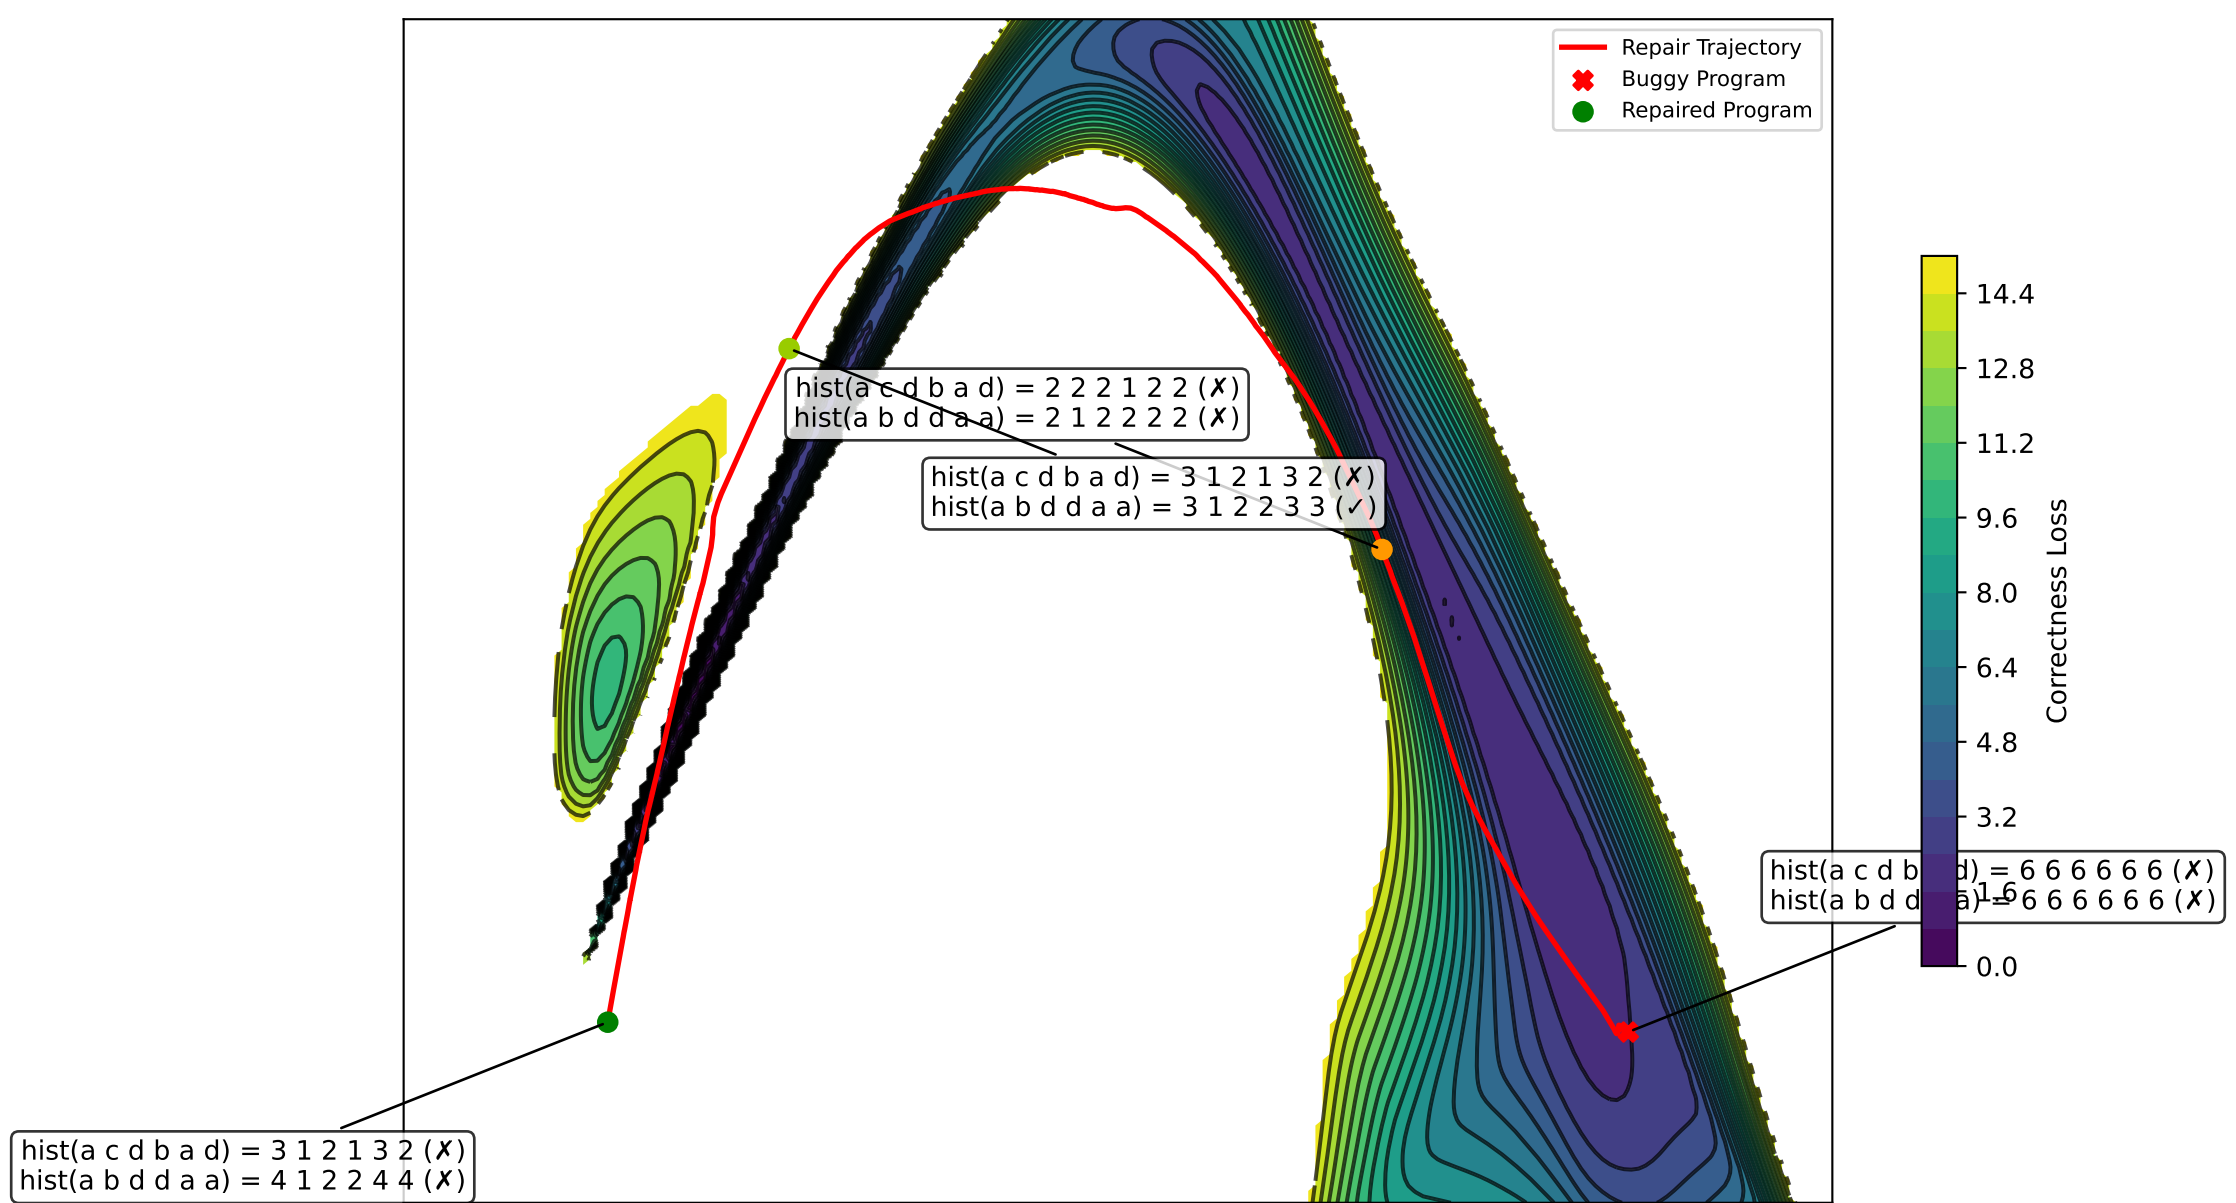 Repair Trajectory
Buggy Program
Repaired Program
hist(a c d b a d) = 2 2 2 1 2 2 (✗)
hist(a b d d a a) = 2 1 2 2 2 2 (✗)
hist(a c d b a d) = 3 1 2 1 3 2 (✗)
hist(a b d d a a) = 3 1 2 2 3 3 (✓)
hist(a c d b d) = 6 6 6 6 6 6 (✗)
hist(a b d d a) = 6 6 6 6 6 6 (✗)
hist(a c d b a d) = 3 1 2 1 3 2 (✗)
hist(a b d d a a) = 4 1 2 2 4 4 (✗)
14.4
12.8
11.2
9.6
8.0
6.4
4.8
3.2
1.6
0.0
Correctness Loss